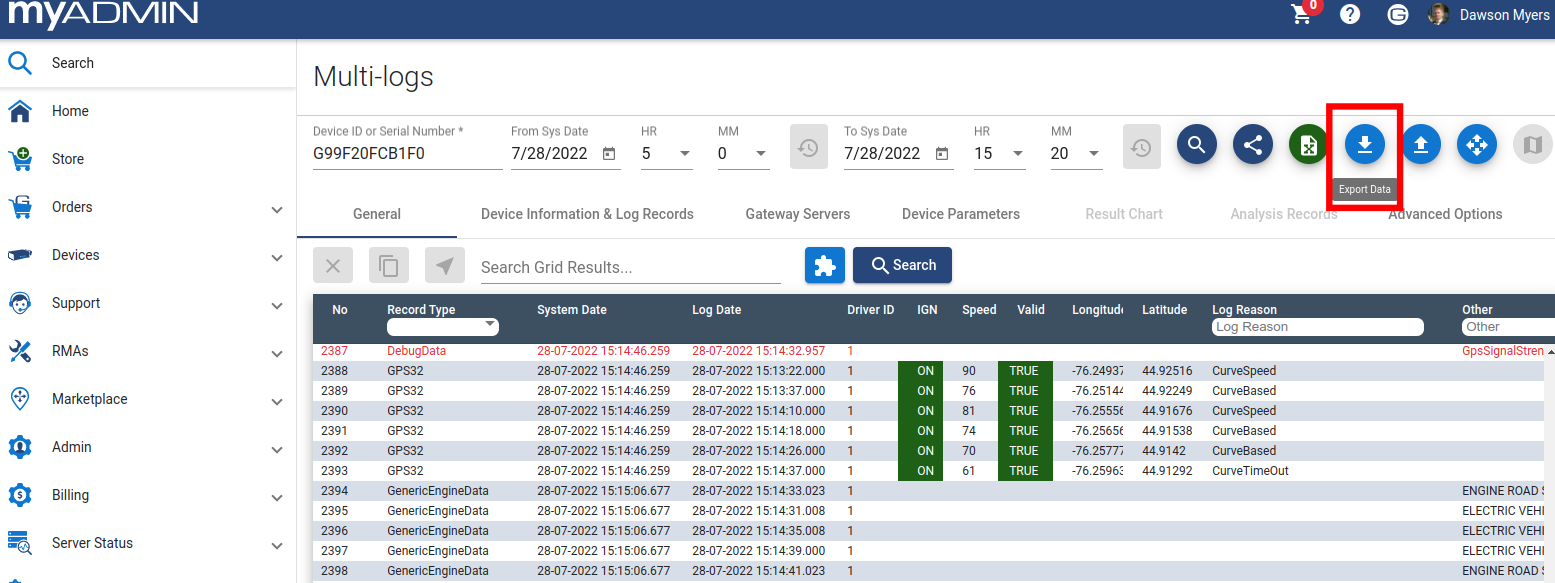 myADMIN 0 Dawson Myers
Search
Home
Store
Orders
Devices
Support
RMAs
Marketplace
Admin
Billing
Server Status
Multi-logs
Device ID or Serial Number * From Sys Date HR MM To Sys Date HR MM
G99F20FCB1F0 7/28/2022 5 0 7/28/2022 15 20
Export Data
General Device Information & Log Records Gateway Servers Device Parameters Result Chart Analysis Records Advanced Options
Search Grid Results... Search
No Record Type System Date Log Date Driver ID IGN Speed Valid Longitud Latitude Log Reason Other
Log Reason Other
2387 DebugData 28-07-2022 15:14:46.259 28-07-2022 15:14:32.957 1 GpsSignalStren
2388 GPS32 28-07-2022 15:14:46.259 28-07-2022 15:13:22.000 1 ON 90 TRUE -76.24937 44.92516 CurveSpeed
2389 GPS32 28-07-2022 15:14:46.259 28-07-2022 15:13:37.000 1 ON 76 TRUE -76.25144 44.92249 CurveBased
2390 GPS32 28-07-2022 15:14:46.259 28-07-2022 15:14:10.000 1 ON 81 TRUE -76.25556 44.91676 CurveSpeed
2391 GPS32 28-07-2022 15:14:46.259 28-07-2022 15:14:18.000 1 ON 74 TRUE -76.25656 44.91538 CurveBased
2392 GPS32 28-07-2022 15:14:46.259 28-07-2022 15:14:26.000 1 ON 70 TRUE -76.25777 44.9142 CurveBased
2393 GPS32 28-07-2022 15:14:46.259 28-07-2022 15:14:37.000 1 ON 61 TRUE -76.25963 44.91292 CurveTimeOut
2394 GenericEngineData 28-07-2022 15:15:06.677 28-07-2022 15:14:33.023 1 ENGINE ROAD S
2395 GenericEngineData 28-07-2022 15:15:06.677 28-07-2022 15:14:31.008 1 ELECTRIC VEHI
2396 GenericEngineData 28-07-2022 15:15:06.677 28-07-2022 15:14:35.008 1 ELECTRIC VEHI
2397 GenericEngineData 28-07-2022 15:15:06.677 28-07-2022 15:14:39.000 1 ELECTRIC VEHI
2398 GenericEngineData 28-07-2022 15:15:06.677 28-07-2022 15:14:41.023 1 ENGINE ROAD S